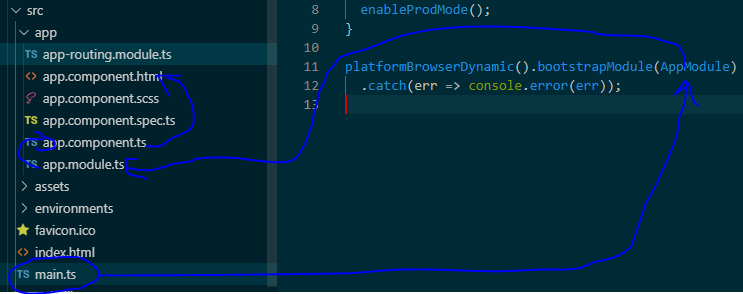 src
app
TS app-routing.module.ts
<> app.component.html
app.component.scss
TS app.component.spec.ts
TS app.component.ts
TS app.module.ts
assets
environments
favicon.ico
<> index.html
TS main.ts
8 enableProdMode();
9 }
10
11 platformBrowserDynamic().bootstrapModule(AppModule)
12 .catch(err => console.error(err));
13